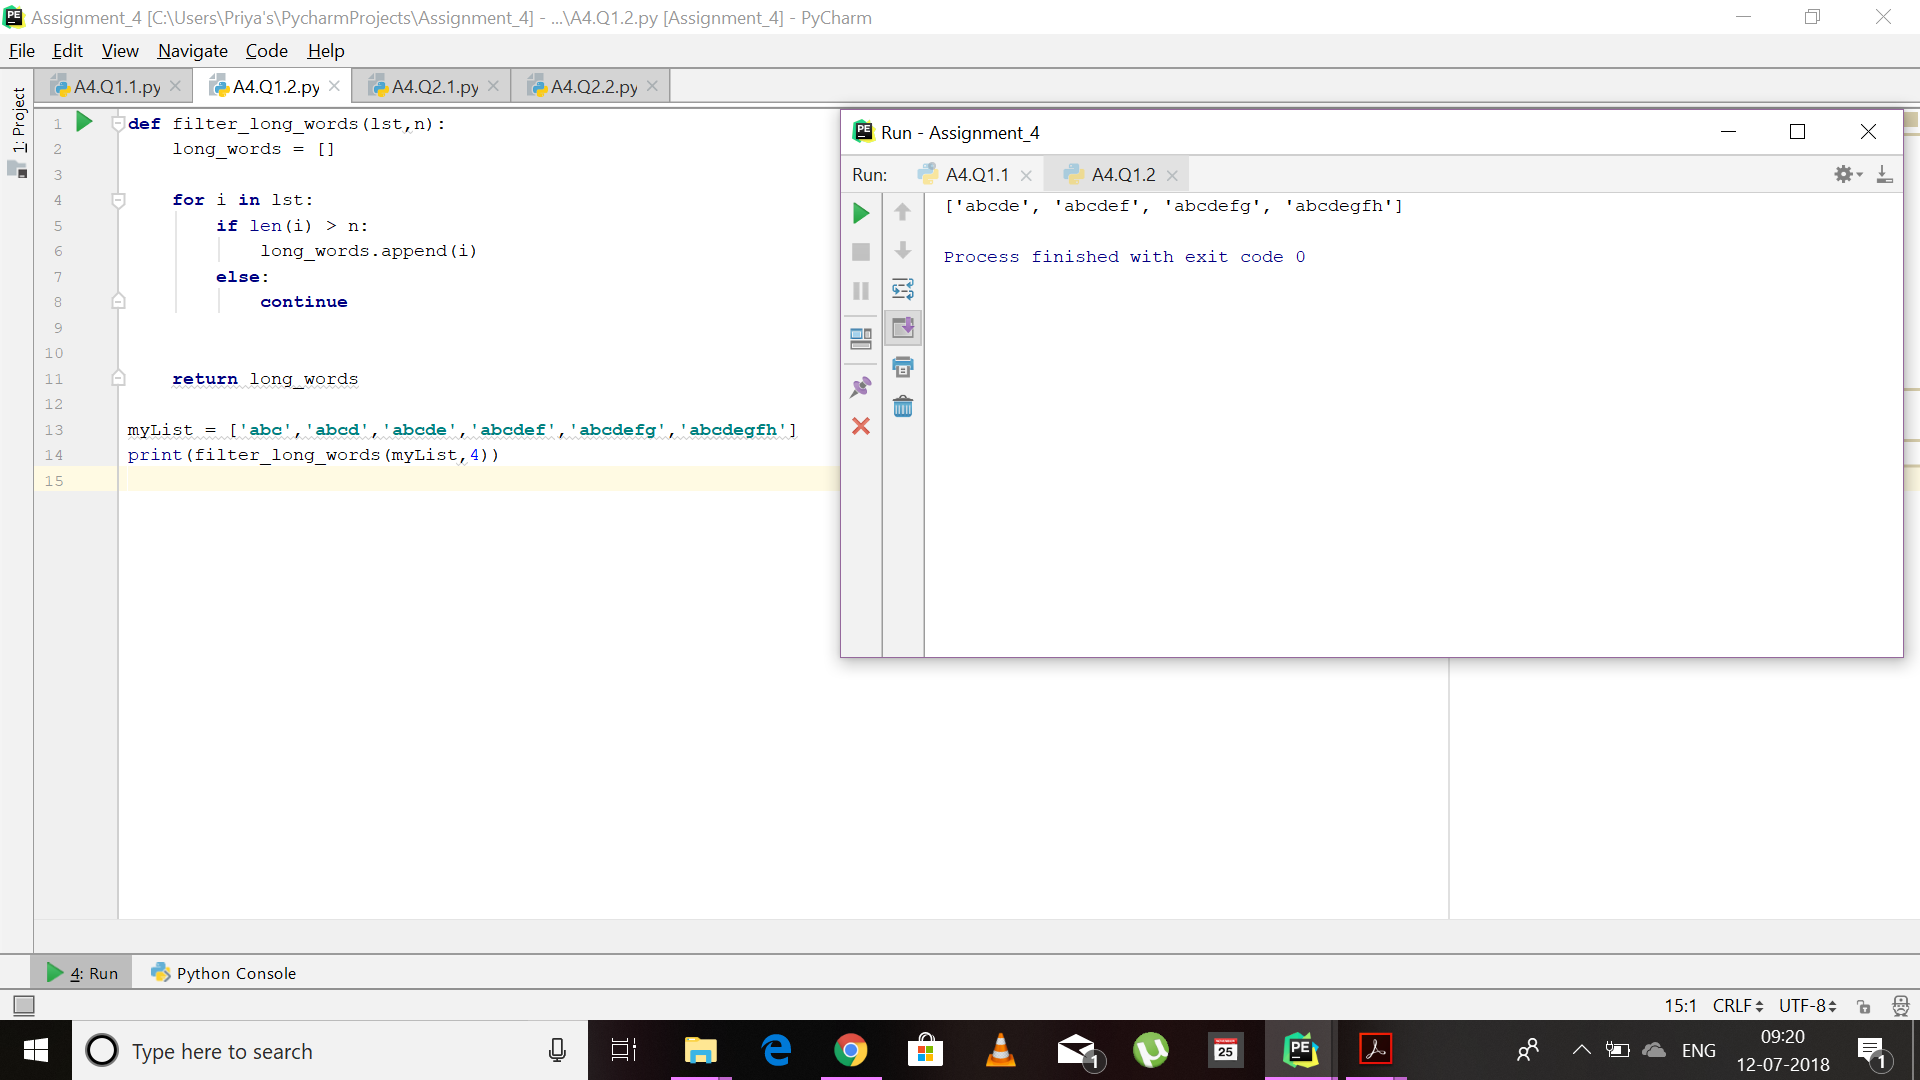 Assignment_4 [C:\Users\Priya's\PycharmProjects\Assignment_4] - ...\A4.Q1.2.py [Assignment_4] - PyCharm
File Edit View Navigate Code Help
A4.Q1.1.py A4.Q1.2.py A4.Q2.1.py A4.Q2.2.py
1: Project
1 def filter_long_words(lst,n):
2     long_words = []
3
4     for i in lst:
5         if len(i) > n:
6             long_words.append(i)
7         else:
8             continue
9
10
11     return long_words
12
13 myList = ['abc','abcd','abcde','abcdef','abcdefg','abcdegfh']
14 print(filter_long_words(myList,4))
15
Run - Assignment_4
Run: A4.Q1.1 A4.Q1.2
['abcde', 'abcdef', 'abcdefg', 'abcdegfh']
Process finished with exit code 0
4: Run Python Console
15:1 CRLF UTF-8
Type here to search
1
25
PE
ENG
09:20
12-07-2018
1